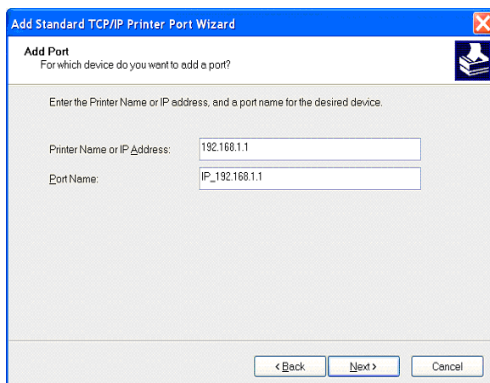 Add Standard TCP/IP Printer Port Wizard
Add Port
For which device do you want to add a port?
Enter the Printer Name or IP address, and a port name for the desired device.
Printer Name or IP Address: 192.168.1.1
Port Name: IP_192.168.1.1
< Back Next > Cancel